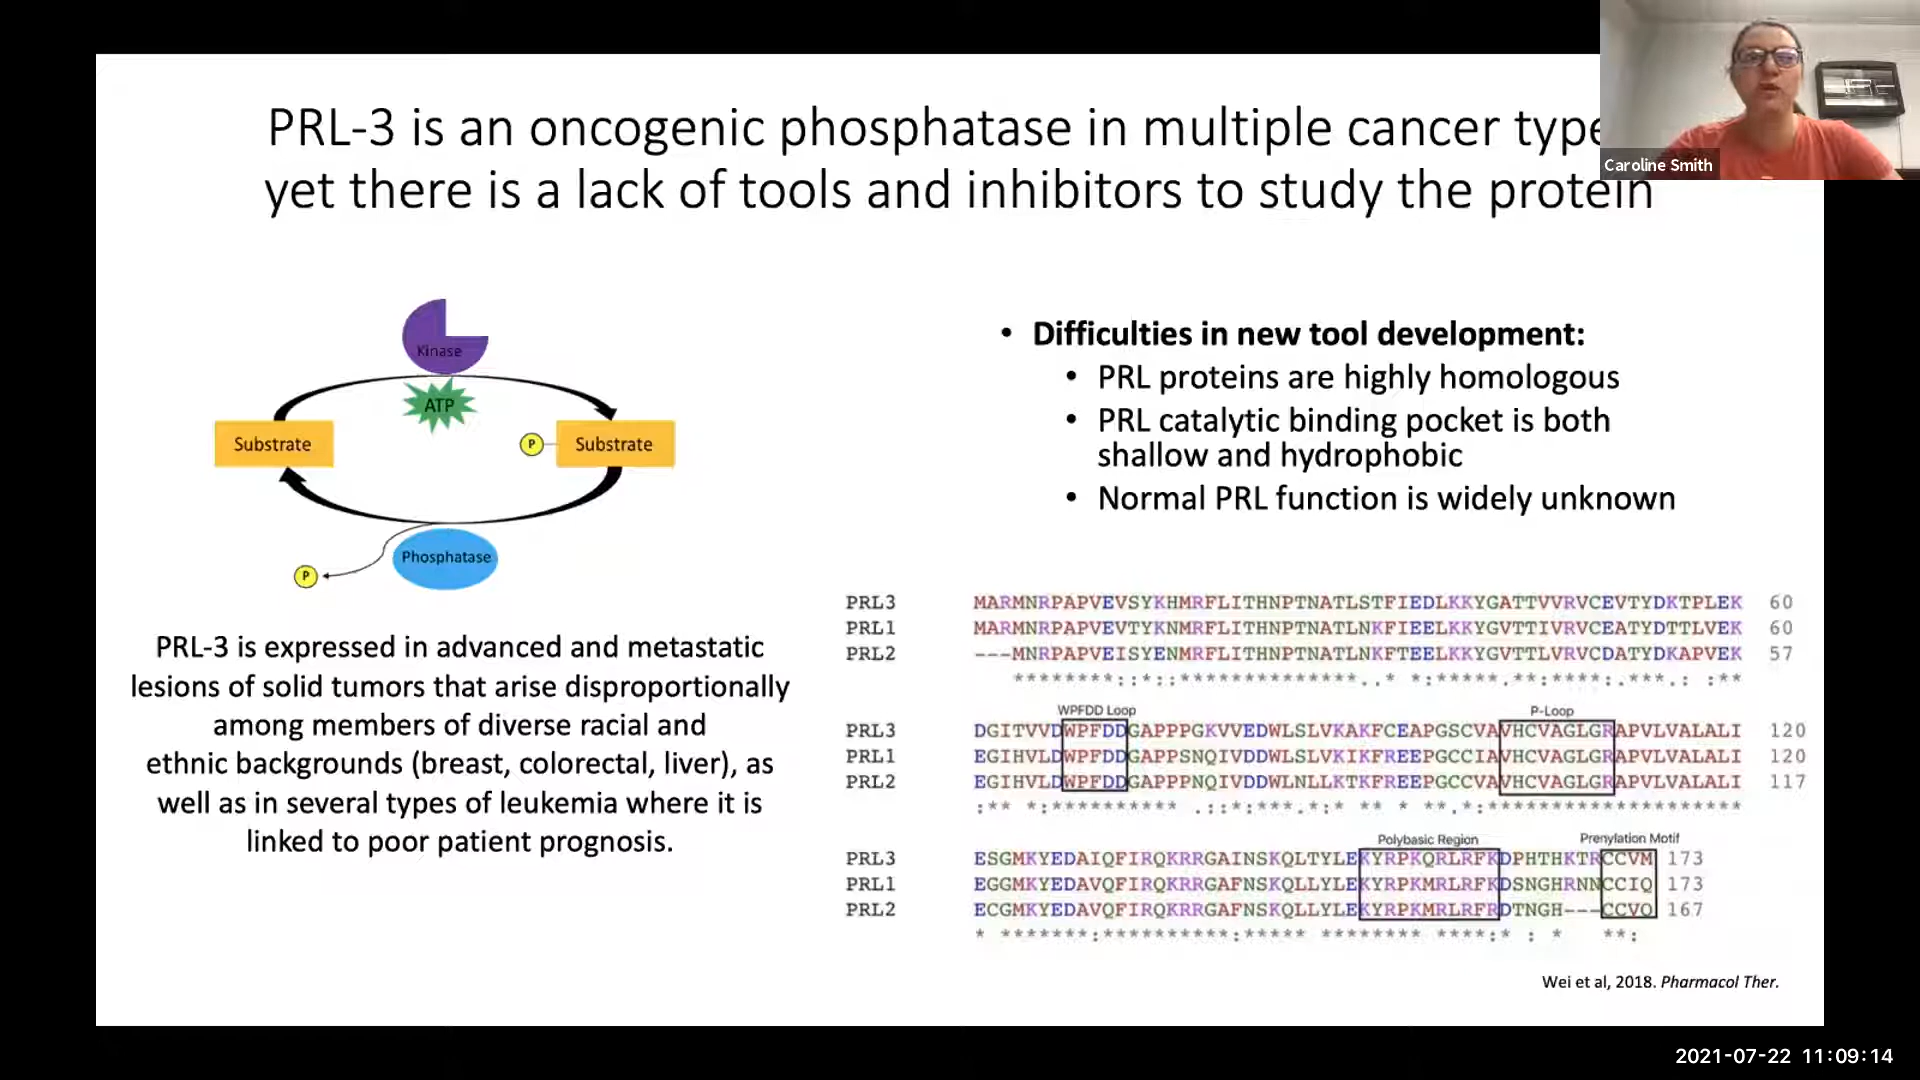 PRL-3 is an oncogenic phosphatase in multiple cancer type
yet there is a lack of tools and inhibitors to study the protein
Caroline Smith
Kinase
ATP
Substrate
P
Substrate
Phosphatase
P
PRL-3 is expressed in advanced and metastatic
lesions of solid tumors that arise disproportionally
among members of diverse racial and
ethnic backgrounds (breast, colorectal, liver), as
well as in several types of leukemia where it is
linked to poor patient prognosis.
• Difficulties in new tool development:
• PRL proteins are highly homologous
• PRL catalytic binding pocket is both
shallow and hydrophobic
• Normal PRL function is widely unknown
PRL3 MARMNRPAPVEVSYKHMRFLITHNPTNATLSTFIEDLKKYGATTVVRVCEVTYDKTPLEK 60
PRL1 MARMNRPAPVEVTYKNMRFLITHNPTNATLNKFIEELKKYGVTTIVRVCEATYDTTLVEK 60
PRL2 ---MNRPAPVEISYENMRFLITHNPTNATLNKFTEELKKYGVTTLVRVCDATYDKAPVEK 57
*********::*::**************..* *:*****.**:****:.***.: :**
WPFDD Loop P-Loop
PRL3 DGITVVDWPFDDGAPPPGKVVEDWLSLVKAKFCEAPGSCVAVHCVAGLGRAPVLVALALI 120
PRL1 EGIHVLDWPFDDGAPPSNQIVDDWLSLVKIKFREEPGCCIAVHCVAGLGRAPVLVALALI 120
PRL2 EGIHVLDWPFDDGAPPPNQIVDDWLNLLKTKFREEPGCCVAVHCVAGLGRAPVLVALALI 117
:** *:********** .::*:***.*:* ** * **.*:********************
Polybasic Region Prenylation Motif
PRL3 ESGMKYEDAIQFIRQKRRGAINSKQLTYLEKYRPKQRLRFKDPHTHKTRCCVM 173
PRL1 EGGMKYEDAVQFIRQKRRGAFNSKQLLYLEKYRPKMRLRFKDSNGHRNNCCIQ 173
PRL2 ECGMKYEDAVQFIRQKRRGAFNSKQLLYLEKYRPKMRLRFRDTNGH---CCVQ 167
* *******:**********:***** ******** ****:* : * **:
Wei et al, 2018. Pharmacol Ther.
2021-07-22 11:09:14